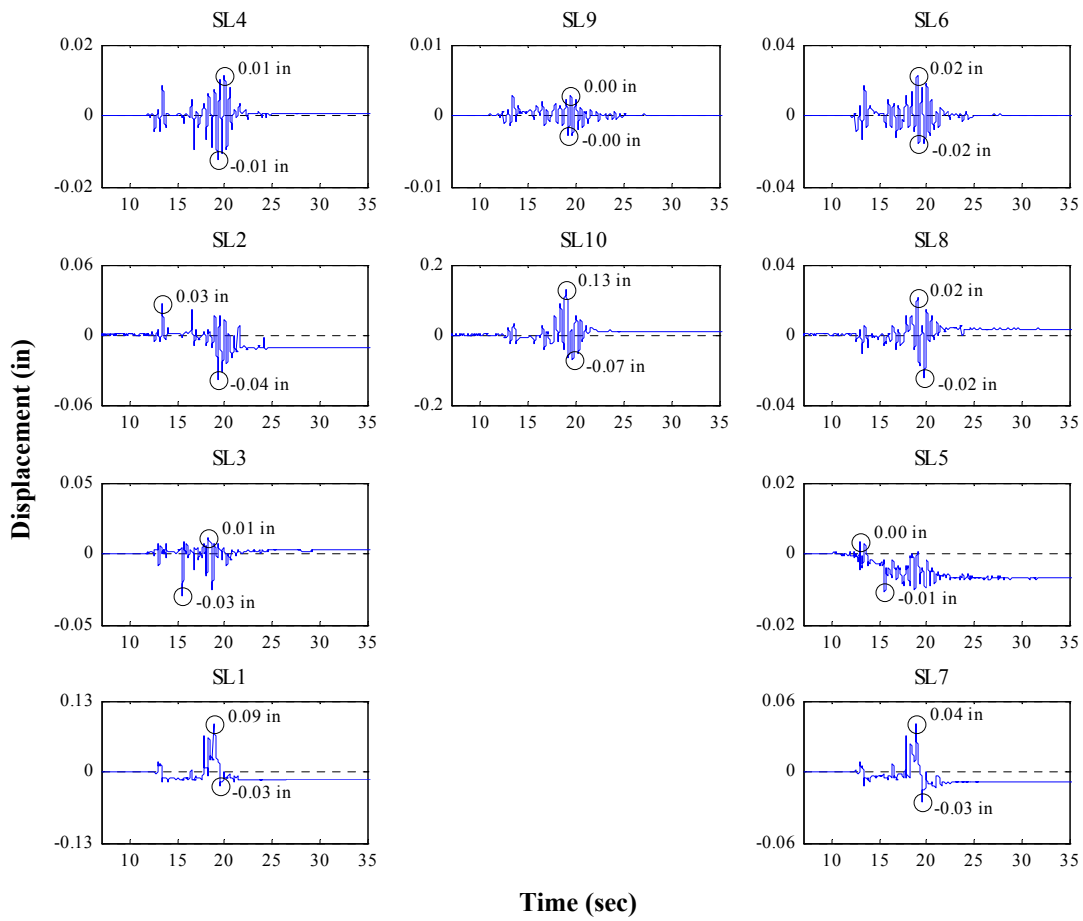 SL4
0.02
0
-0.02
0.01 in
-0.01 in
10 15 20 25 30 35
SL9
0.01
0
-0.01
0.00 in
-0.00 in
10 15 20 25 30 35
SL6
0.04
0
-0.04
0.02 in
-0.02 in
10 15 20 25 30 35
SL2
0.06
0
-0.06
0.03 in
-0.04 in
10 15 20 25 30 35
SL10
0.2
0
-0.2
0.13 in
-0.07 in
10 15 20 25 30 35
SL8
0.04
0
-0.04
0.02 in
-0.02 in
10 15 20 25 30 35
SL3
0.05
0
-0.05
0.01 in
-0.03 in
10 15 20 25 30 35
SL5
0.02
0
-0.02
0.00 in
-0.01 in
10 15 20 25 30 35
SL1
0.13
0
-0.13
0.09 in
-0.03 in
10 15 20 25 30 35
SL7
0.06
0
-0.06
0.04 in
-0.03 in
10 15 20 25 30 35
Displacement (in)
Time (sec)